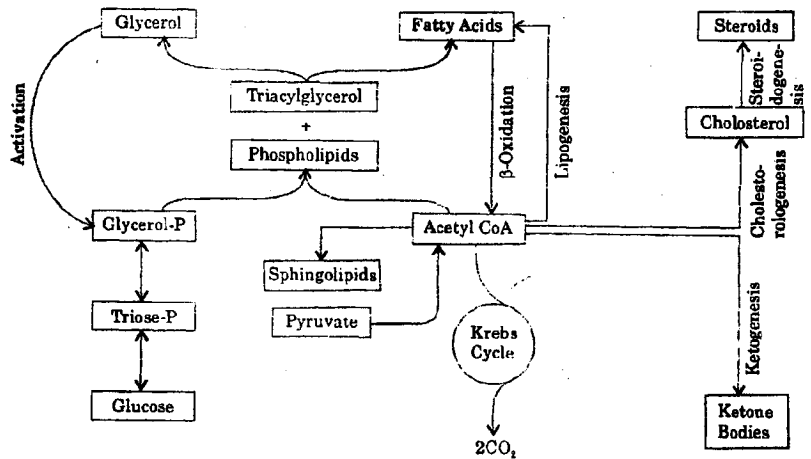 Glycerol
Fatty Acids
Steroids
Activation
Triacylglycerol
+
Phospholipids
β-Oxidation
Lipogenesis
Steroi-
dogene-
sis
Cholosterol
Cholesto-
rologenesis
Glycerol-P
Acetyl CoA
Sphingolipids
Triose-P
Pyruvate
Krebs
Cycle
Ketogenesis
Glucose
Ketone
Bodies
2CO₂